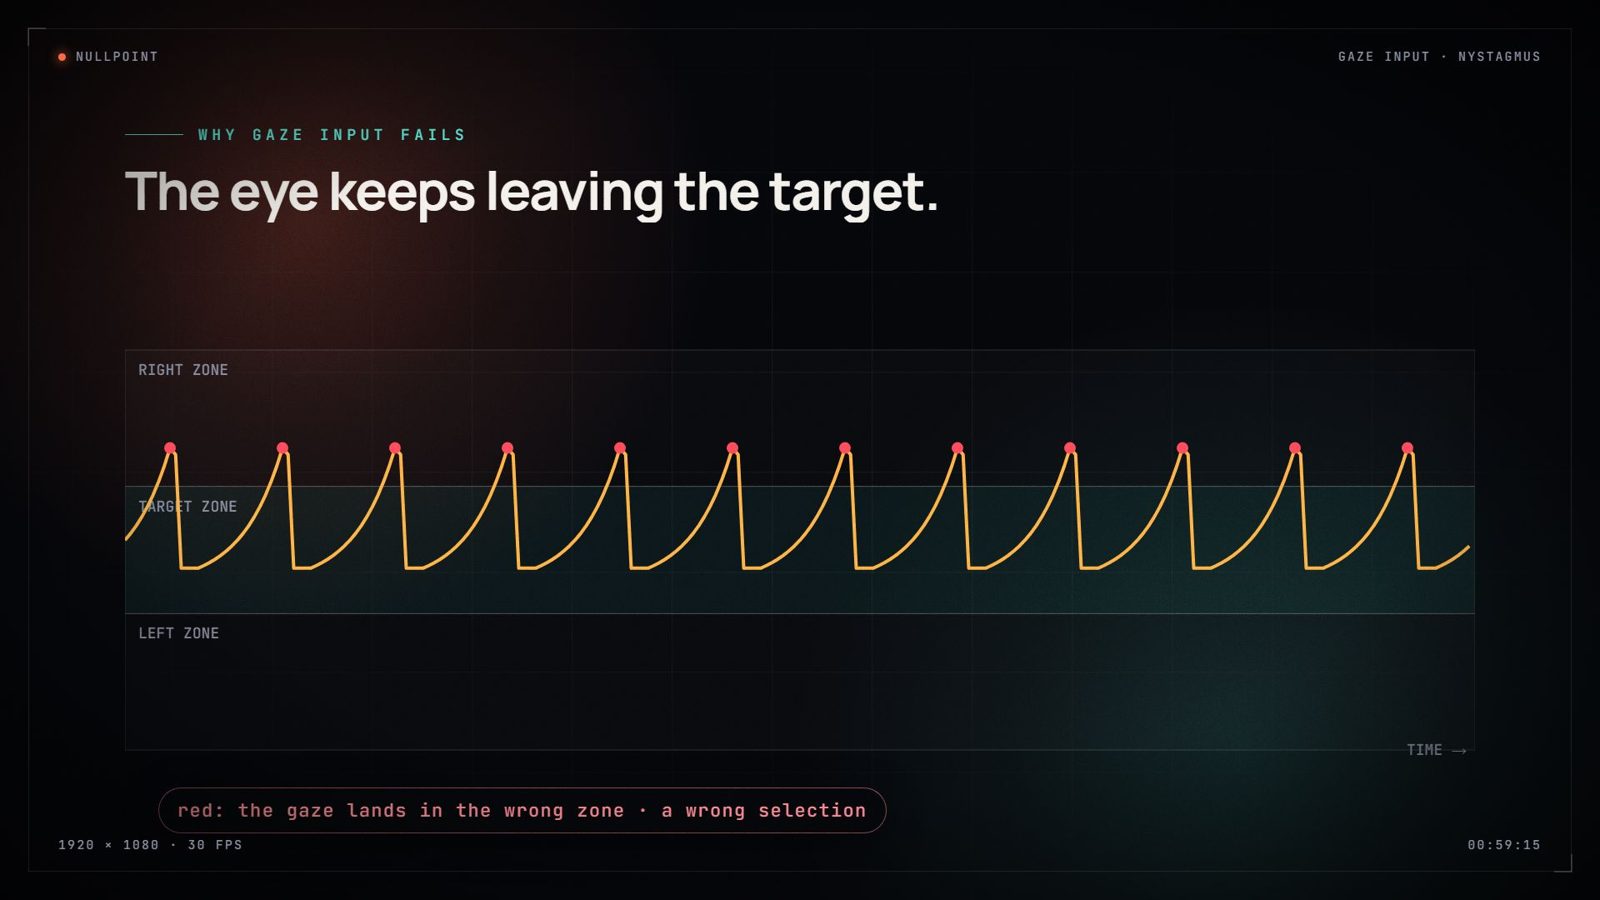 NULLPOINT
GAZE INPUT · NYSTAGMUS
WHY GAZE INPUT FAILS
The eye keeps leaving the target.
RIGHT ZONE
TARGET ZONE
LEFT ZONE
TIME →
red: the gaze lands in the wrong zone · a wrong selection
1920 × 1080 · 30 FPS
00:59:15